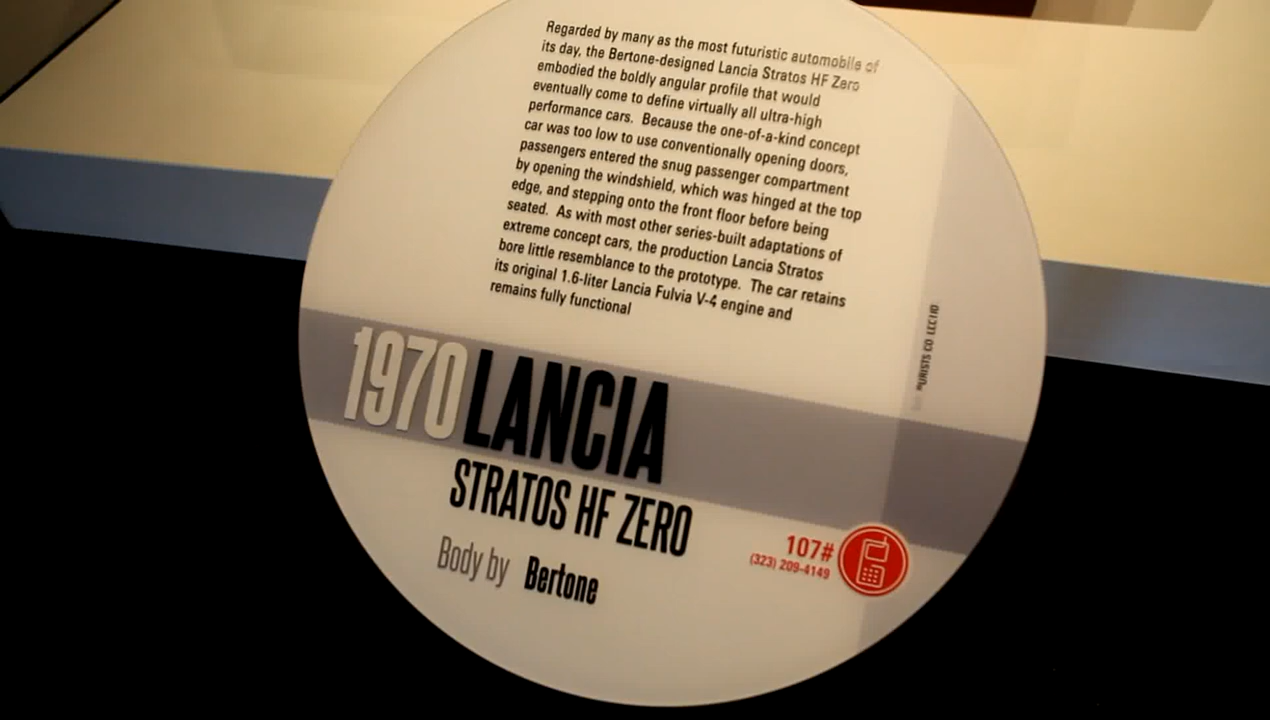 Regarded by many as the most futuristic automobile of
its day, the Bertone-designed Lancia Stratos HF Zero
embodied the boldly angular profile that would
eventually come to define virtually all ultra-high
performance cars. Because the one-of-a-kind concept
car was too low to use conventionally opening doors,
passengers entered the snug passenger compartment
by opening the windshield, which was hinged at the top
edge, and stepping onto the front floor before being
seated. As with most other series-built adaptations of
extreme concept cars, the production Lancia Stratos
bore little resemblance to the prototype. The car retains
its original 1.6-liter Lancia Fulvia V-4 engine and
remains fully functional
1970 LANCIA
STRATOS HF ZERO
Body by Bertone
107#
(323) 209-4149